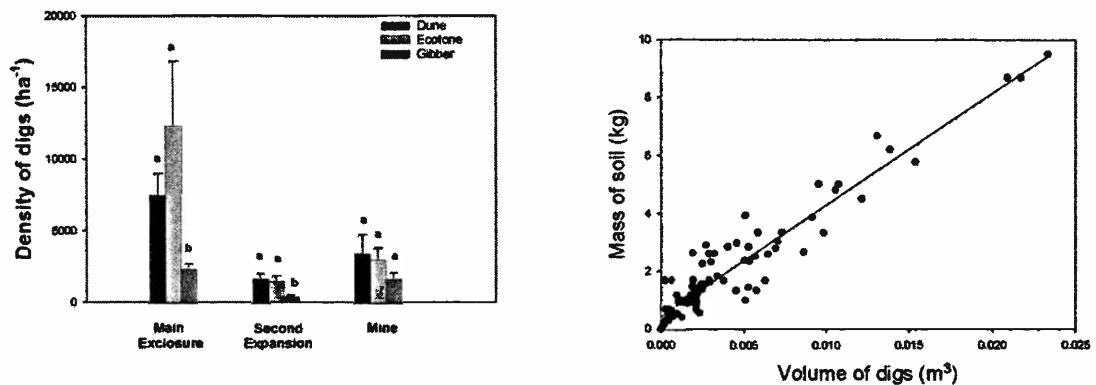 20000
15000
10000
5000
0
Density of digs (ha-1)
Dune
Ecotone
Gibber
a
a
b
a
a
b
a
a
a
Main
Exclosure
Second
Expansion
Mine
10
8
6
4
2
0
Mass of soil (kg)
0.000
0.005
0.010
0.015
0.020
0.025
Volume of digs (m3)